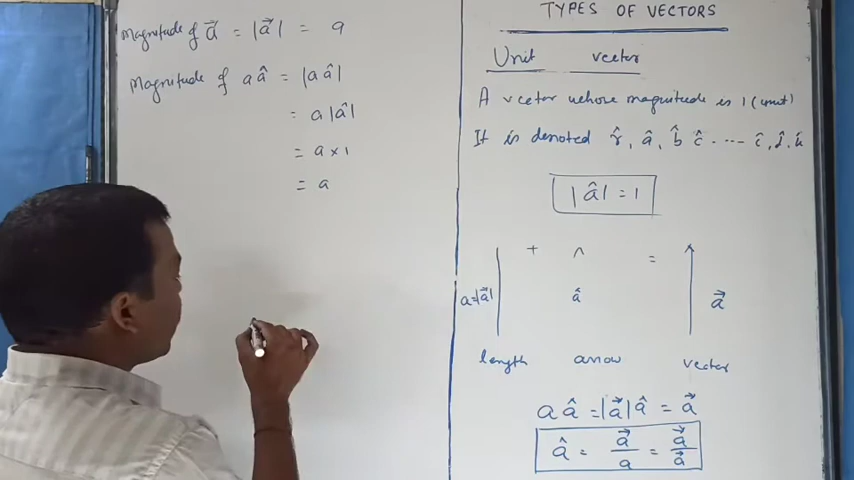 Magnitude of a⃗ = |a⃗| = a
Magnitude of a â = |a â|
= a |â|
= a × 1
= a
TYPES OF VECTORS
Unit vector
A vector whose magnitude is 1 (unit)
It is denoted r̂, â, b̂ ĉ .... î, ĵ, k̂
|â| = 1
a=|a⃗| + ^ = a⃗
â
length arrow vector
a â = |a⃗| â = a⃗
â = a⃗/a = a⃗/a⃗